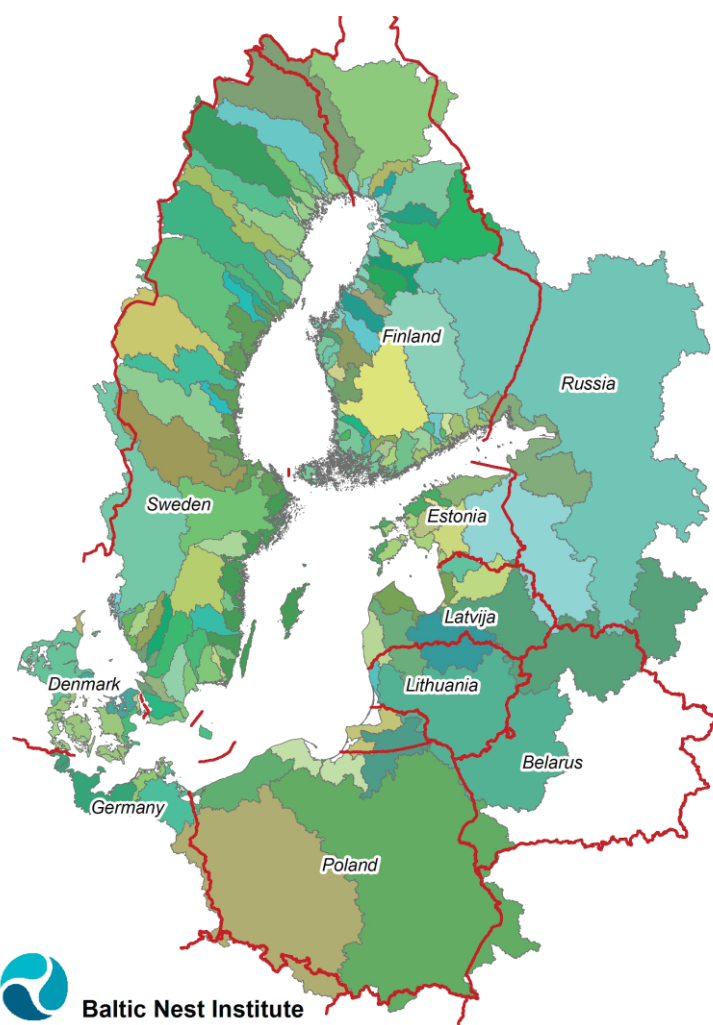 Finland
Russia
Sweden
Estonia
Latvija
Denmark
Lithuania
Belarus
Germany
Poland
Baltic Nest Institute